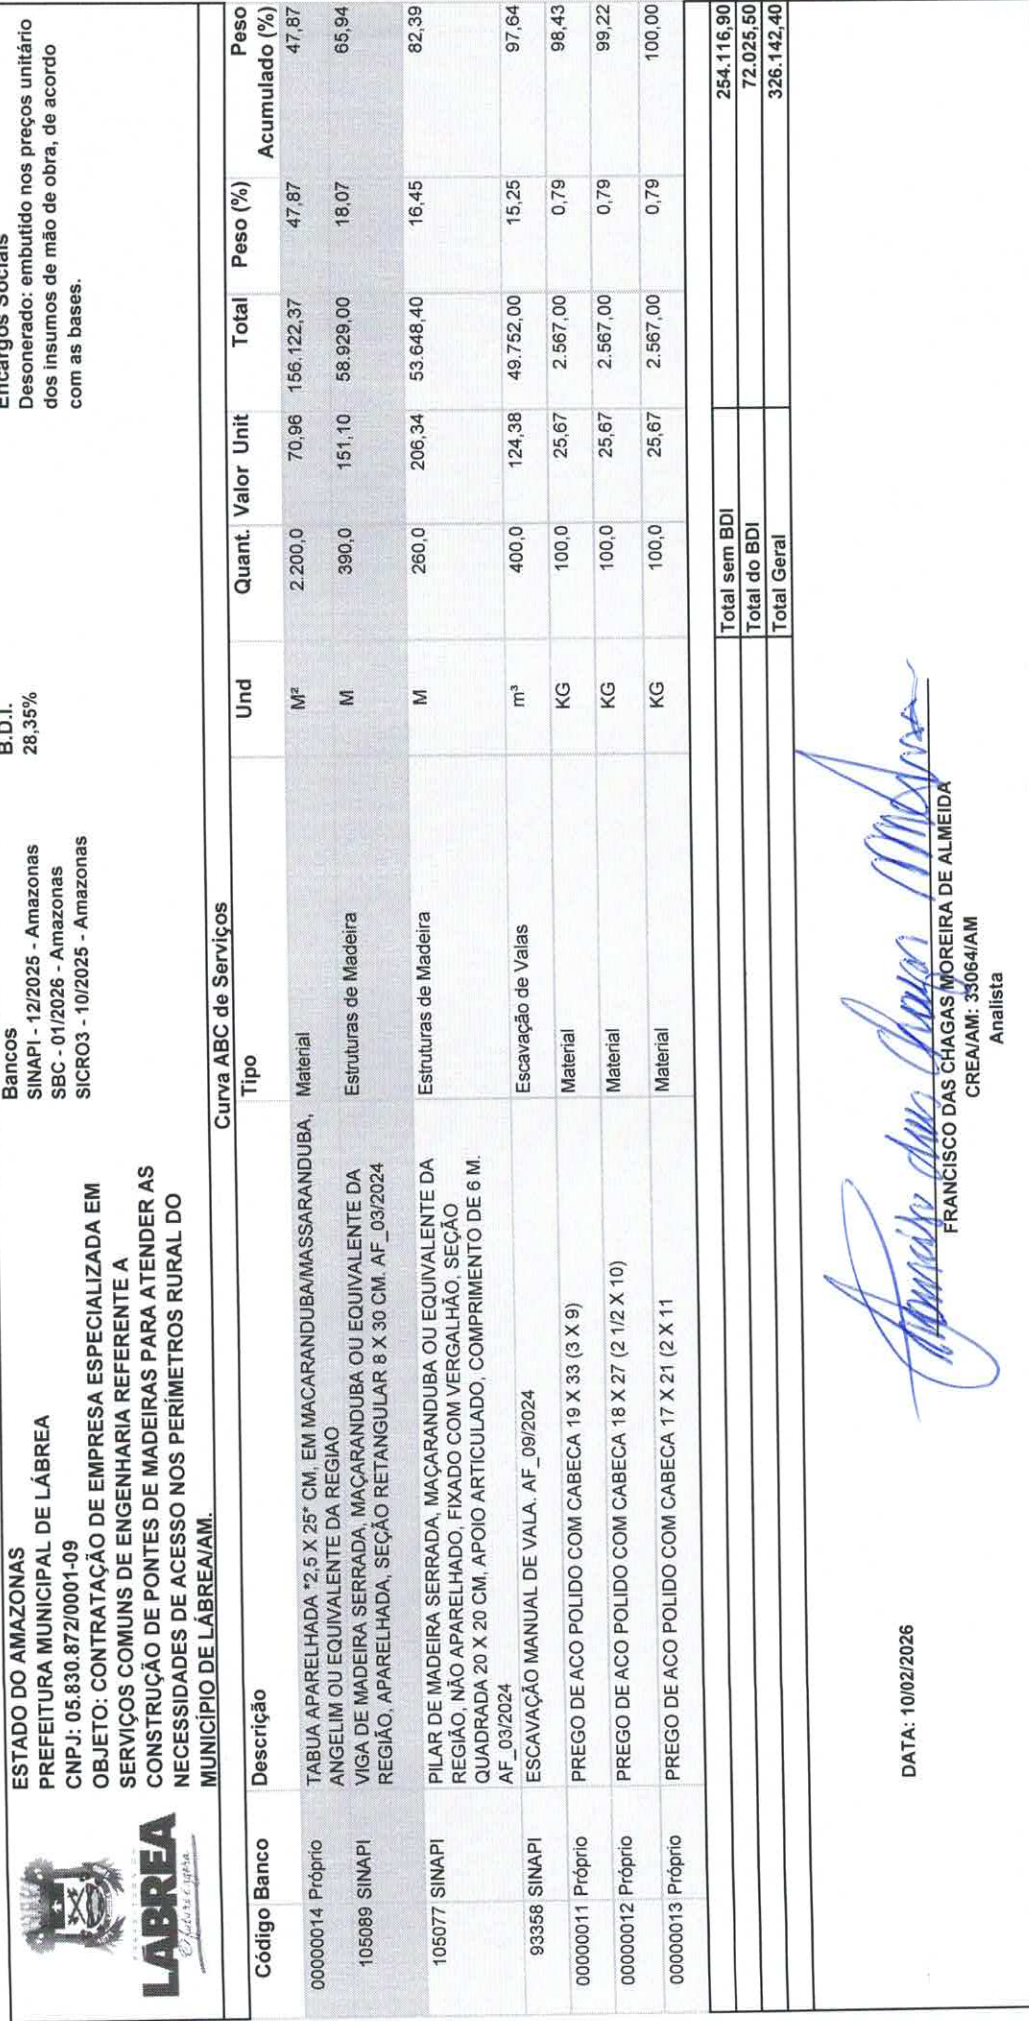 ESTADO DO AMAZONAS
PREFEITURA MUNICIPAL DE LÁBREA
CNPJ: 05.830.872/0001-09
OBJETO: CONTRATAÇÃO DE EMPRESA ESPECIALIZADA EM
SERVIÇOS COMUNS DE ENGENHARIA REFERENTE A
CONSTRUÇÃO DE PONTES DE MADEIRAS PARA ATENDER AS
NECESSIDADES DE ACESSO NOS PERÍMETROS RURAL DO
MUNICÍPIO DE LÁBREA/AM.
LABREA
Bancos
SINAPI - 12/2025 - Amazonas
SBC - 01/2026 - Amazonas
SICRO3 - 10/2025 - Amazonas
B.D.I.
28,35%
Encargos Sociais
Desonerado: embutido nos preços unitário
dos insumos de mão de obra, de acordo
com as bases.
Curva ABC de Serviços
Código Banco Descrição Tipo Und Quant. Valor Unit Total Peso (%) Peso
Acumulado (%)
00000014 Próprio TABUA APARELHADA *2,5 X 25* CM, EM MACARANDUBA/MASSARANDUBA, Material M² 2.200,0 70,96 156.122,37 47,87 47,87
ANGELIM OU EQUIVALENTE DA REGIAO
105089 SINAPI VIGA DE MADEIRA SERRADA, MAÇARANDUBA OU EQUIVALENTE DA Estruturas de Madeira M 390,0 151,10 58.929,00 18,07 65,94
REGIÃO, APARELHADA, SEÇÃO RETANGULAR 8 X 30 CM. AF_03/2024
105077 SINAPI PILAR DE MADEIRA SERRADA, MAÇARANDUBA OU EQUIVALENTE DA Estruturas de Madeira M 260,0 206,34 53.648,40 16,45 82,39
REGIÃO, NÃO APARELHADO, FIXADO COM VERGALHÃO, SEÇÃO
QUADRADA 20 X 20 CM, APOIO ARTICULADO, COMPRIMENTO DE 6 M.
AF_03/2024
93358 SINAPI ESCAVAÇÃO MANUAL DE VALA. AF_09/2024 Escavação de Valas m³ 400,0 124,38 49.752,00 15,25 97,64
00000011 Próprio PREGO DE ACO POLIDO COM CABECA 19 X 33 (3 X 9) Material KG 100,0 25,67 2.567,00 0,79 98,43
00000012 Próprio PREGO DE ACO POLIDO COM CABECA 18 X 27 (2 1/2 X 10) Material KG 100,0 25,67 2.567,00 0,79 99,22
00000013 Próprio PREGO DE ACO POLIDO COM CABECA 17 X 21 (2 X 11 Material KG 100,0 25,67 2.567,00 0,79 100,00
Total sem BDI 254.116,90
Total do BDI 72.025,50
Total Geral 326.142,40
DATA: 10/02/2026
FRANCISCO DAS CHAGAS MOREIRA DE ALMEIDA
CREA/AM: 33064/AM
Analista